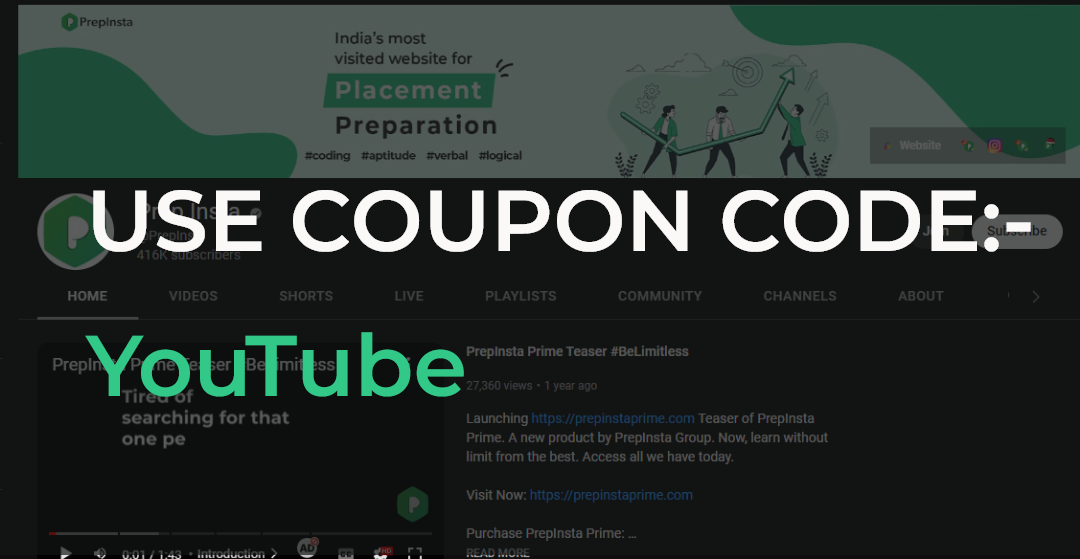 PrepInsta
India's most
visited website for
Placement
Preparation
#coding #aptitude #verbal #logical
Website
Prep Insta
USE COUPON CODE:-
Subscribe
416K subscribers
HOME VIDEOS SHORTS LIVE PLAYLISTS COMMUNITY CHANNELS ABOUT
YouTube
PrepInsta Prime Teaser #BeLimitless
PrepInsta Prime Teaser #BeLimitless
27,360 views • 1 year ago
Tired of
searching for that
one pe
Launching https://prepinstaprime.com Teaser of PrepInsta
Prime. A new product by PrepInsta Group. Now, learn without
limit from the best. Access all we have today.
Visit Now: https://prepinstaprime.com
Purchase PrepInsta Prime: ...
READ MORE
0:01 / 1:43 • Introduction
AD
HD